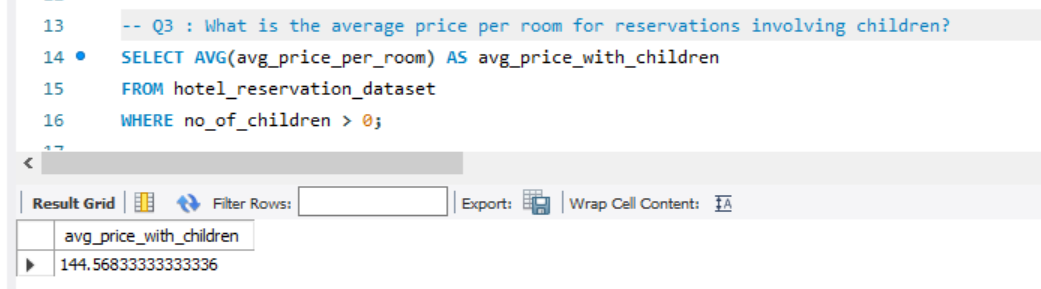 13 -- Q3 : What is the average price per room for reservations involving children?
14 SELECT AVG(avg_price_per_room) AS avg_price_with_children
15 FROM hotel_reservation_dataset
16 WHERE no_of_children > 0;
Result Grid Filter Rows: Export: Wrap Cell Content: IA
avg_price_with_children
144.56833333333336